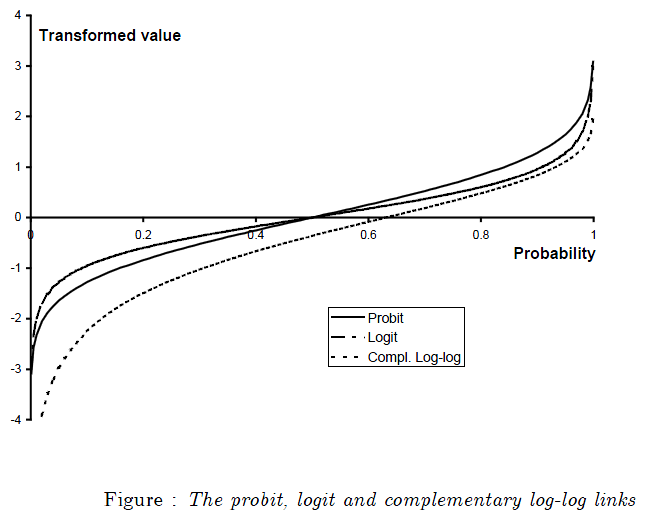 4
Transformed value
3
2
1
0
0
0.2
0.4
0.6
0.8
1
Probability
-1
-2
Probit
Logit
Compl. Log-log
-3
-4
Figure : The probit, logit and complementary log-log links